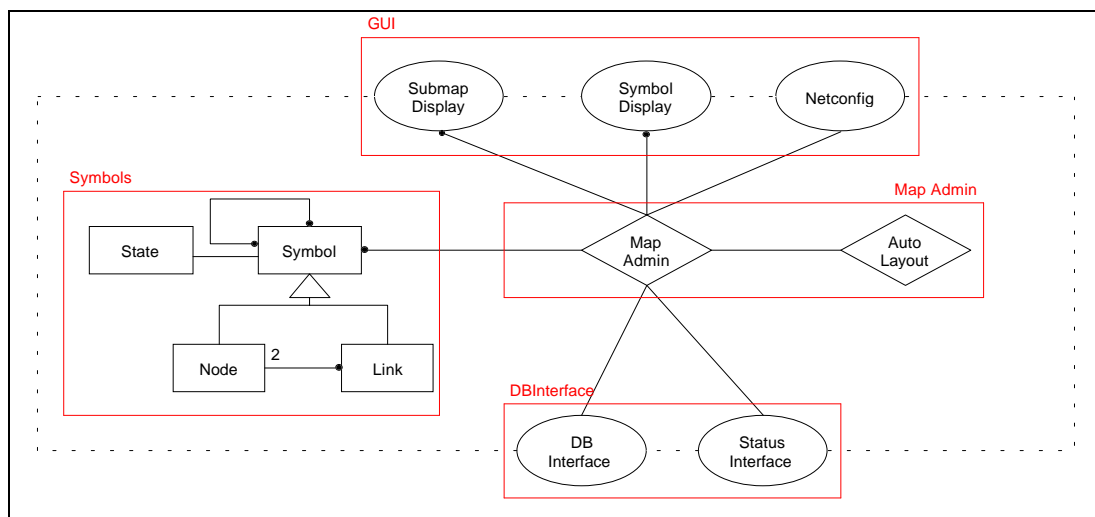 GUI
Submap
Display
Symbol
Display
Netconfig
Symbols
State
Symbol
Node
2
Link
Map Admin
Map
Admin
Auto
Layout
DBInterface
DB
Interface
Status
Interface